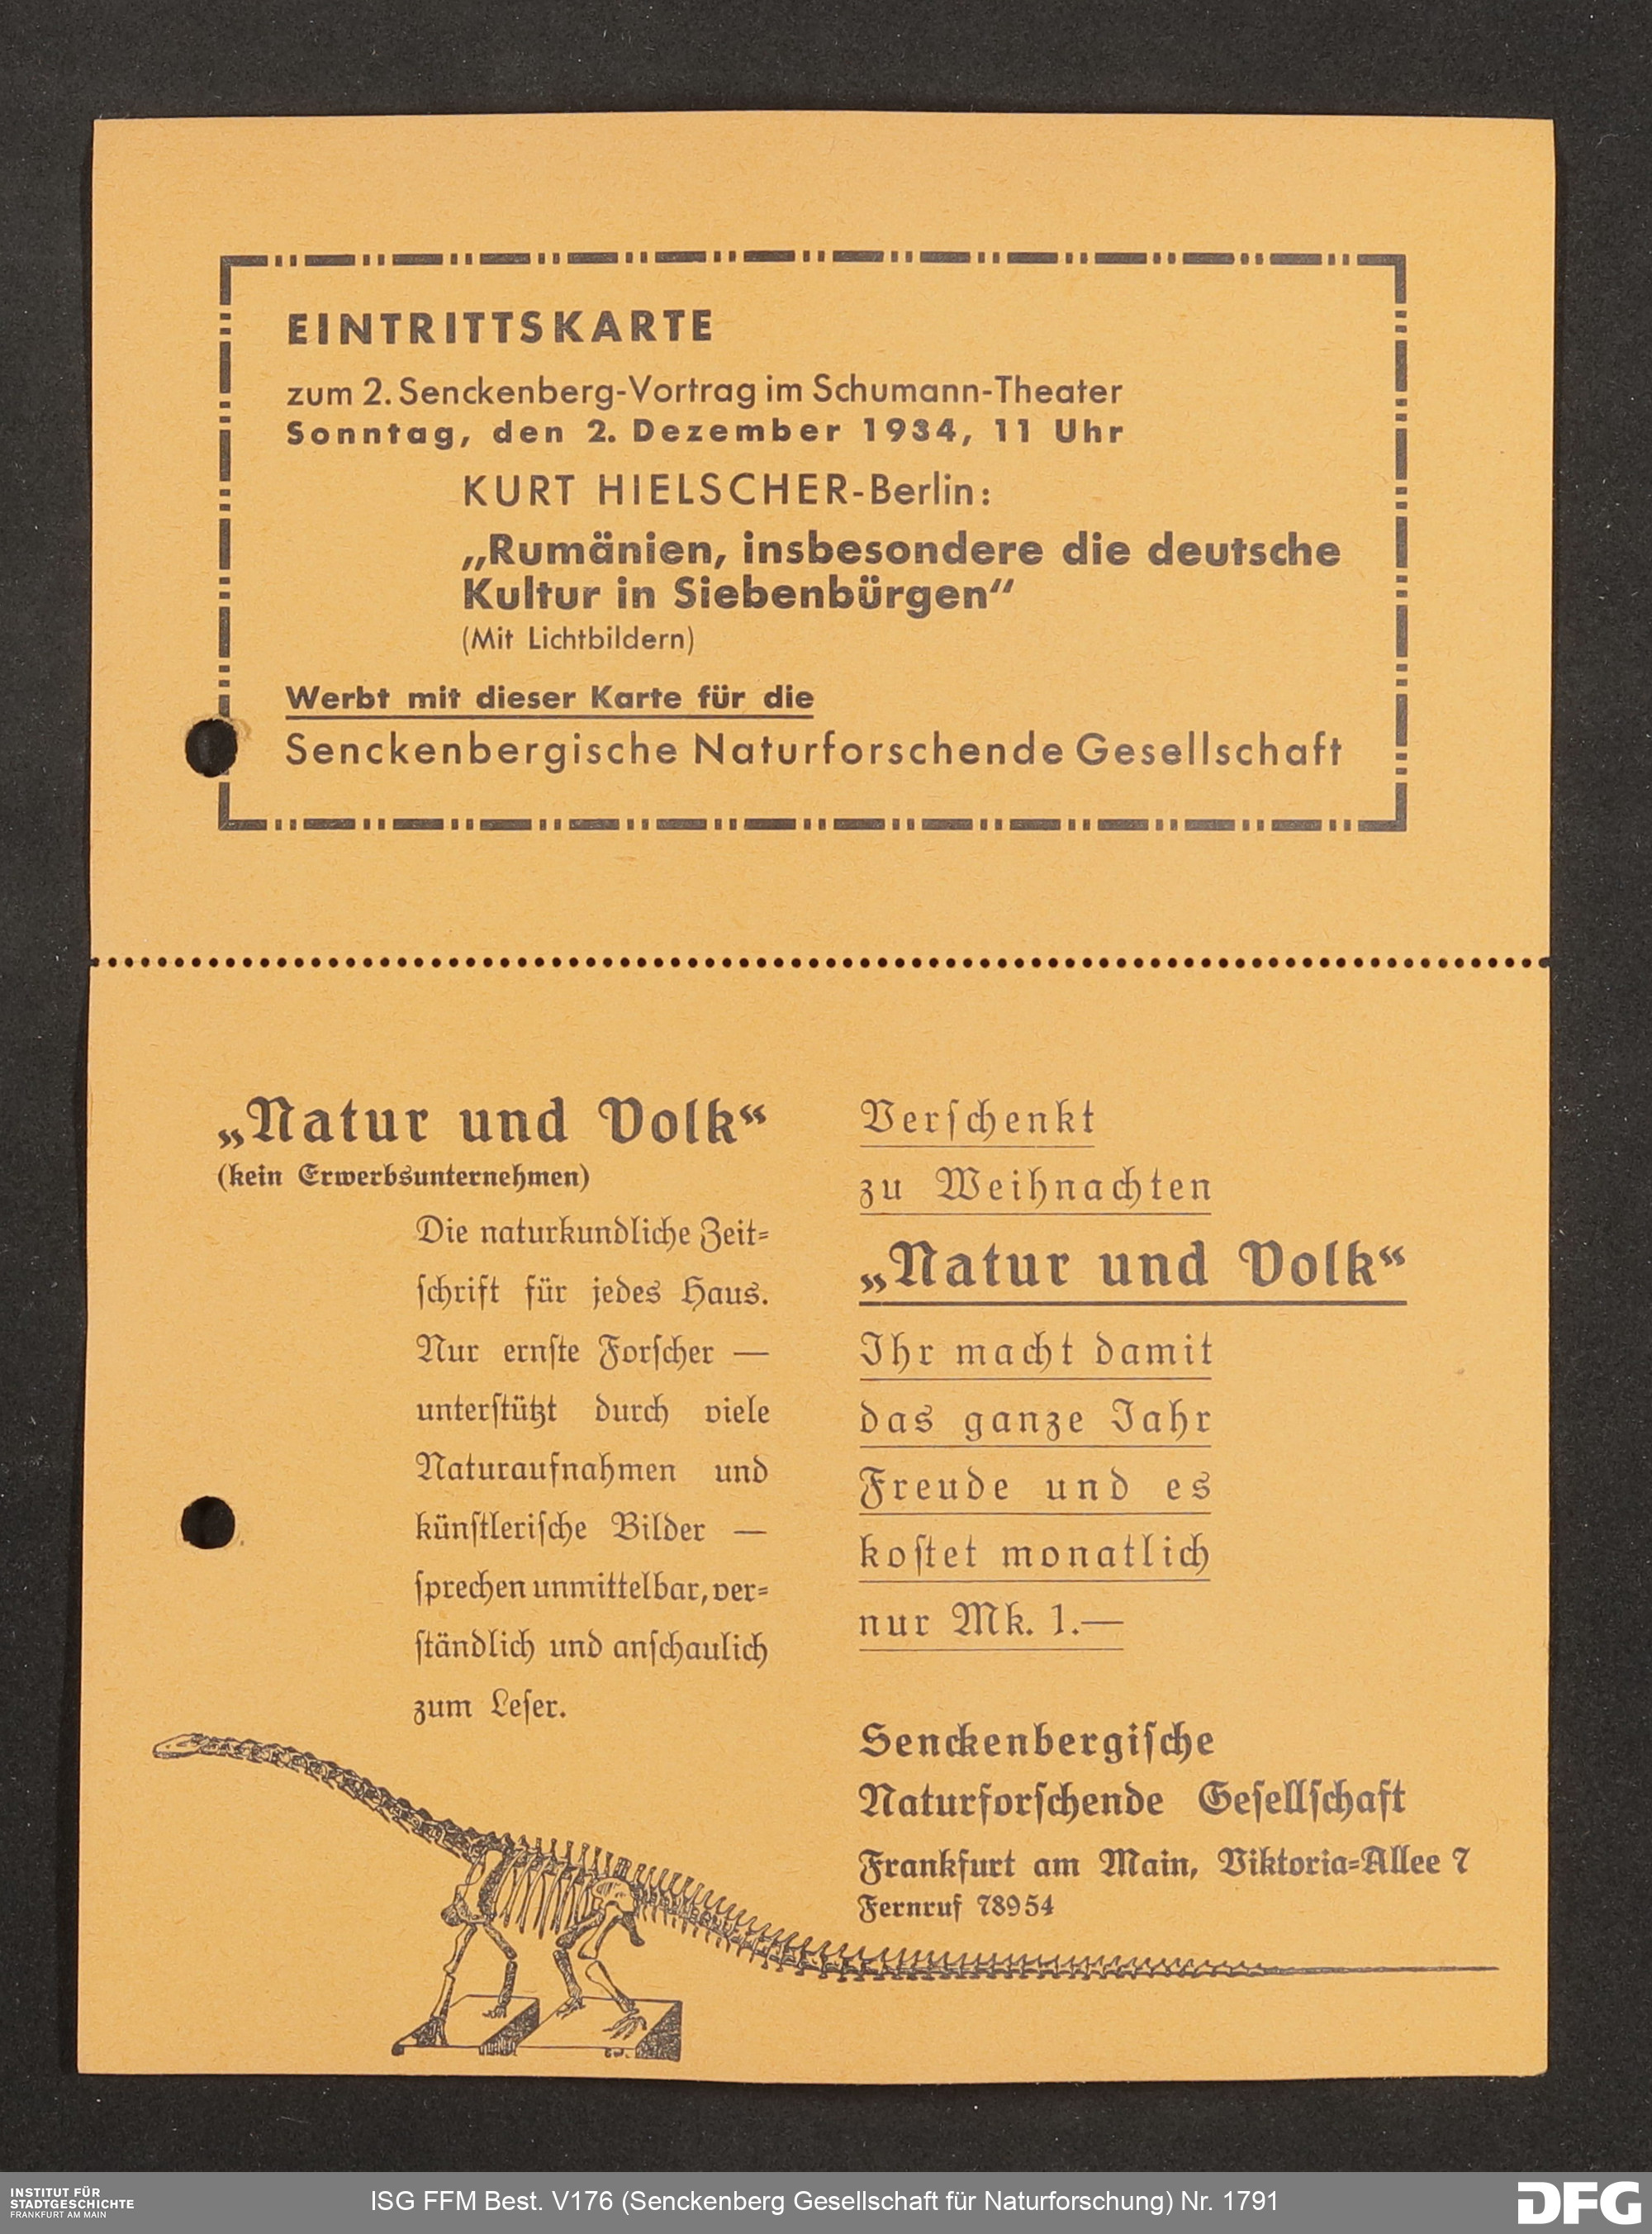 EINTRITTSKARTE
zum 2. Senckenberg-Vortrag im Schumann-Theater
Sonntag, den 2. Dezember 1934, 11 Uhr
KURT HIELSCHER-Berlin:
„Rumänien, insbesondere die deutsche
Kultur in Siebenbürgen“
(Mit Lichtbildern)
Werbt mit dieser Karte für die
Senckenbergische Naturforschende Gesellschaft
„Natur und Volk“
(kein Erwerbsunternehmen)
Die naturkundliche Zeit-
ſchrift für jedes Haus.
Nur ernſte Forſcher —
unterſtützt durch viele
Naturaufnahmen und
künſtleriſche Bilder —
ſprechen unmittelbar, ver-
ſtändlich und anſchaulich
zum Leſer.
Verſchenkt
zu Weihnachten
„Natur und Volk“
Ihr macht damit
das ganze Jahr
Freude und es
koſtet monatlich
nur Mk. 1.—
Senckenbergiſche
Naturforſchende Geſellſchaft
Frankfurt am Main, Viktoria-Allee 7
Fernruf 78954
INSTITUT FÜR
STADTGESCHICHTE
FRANKFURT AM MAIN
ISG FFM Best. V176 (Senckenberg Gesellschaft für Naturforschung) Nr. 1791
DFG